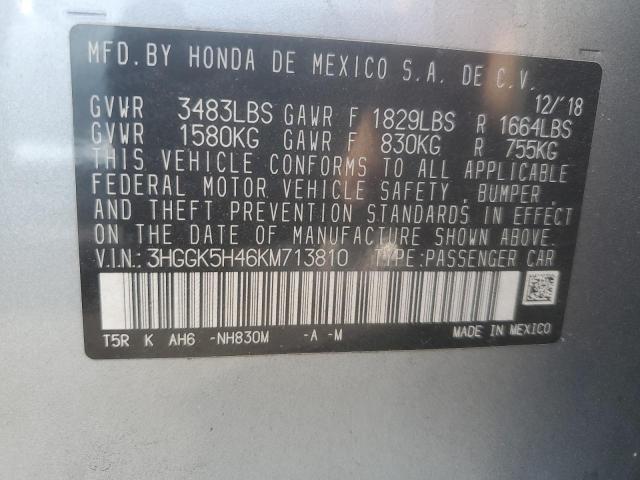 MFD. BY HONDA DE MEXICO S.A. DE C.V.
12/'18
GVWR 3483LBS GAWR F 1829LBS R 1664LBS
GVWR 1580KG GAWR F 830KG R 755KG
THIS VEHICLE CONFORMS TO ALL APPLICABLE
FEDERAL MOTOR VEHICLE SAFETY , BUMPER ,
AND THEFT PREVENTION STANDARDS IN EFFECT
ON THE DATE OF MANUFACTURE SHOWN ABOVE.
V.I.N.: 3HGGK5H46KM713810 TYPE:PASSENGER CAR
T5R K AH6 -NH830M -A -M MADE IN MEXICO